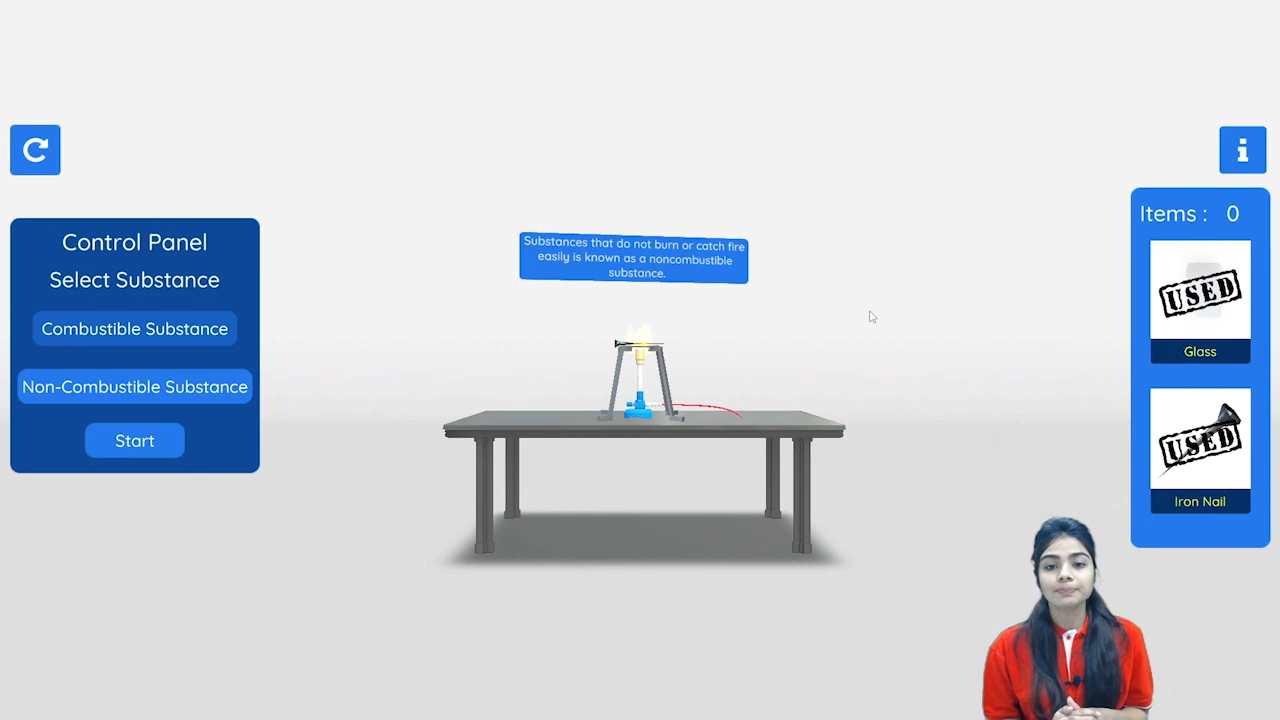 Control Panel
Select Substance
Combustible Substance
Non-Combustible Substance
Start
Substances that do not burn or catch fire
easily is known as a noncombustible
substance.
i
Items : 0
USED
Glass
USED
Iron Nail